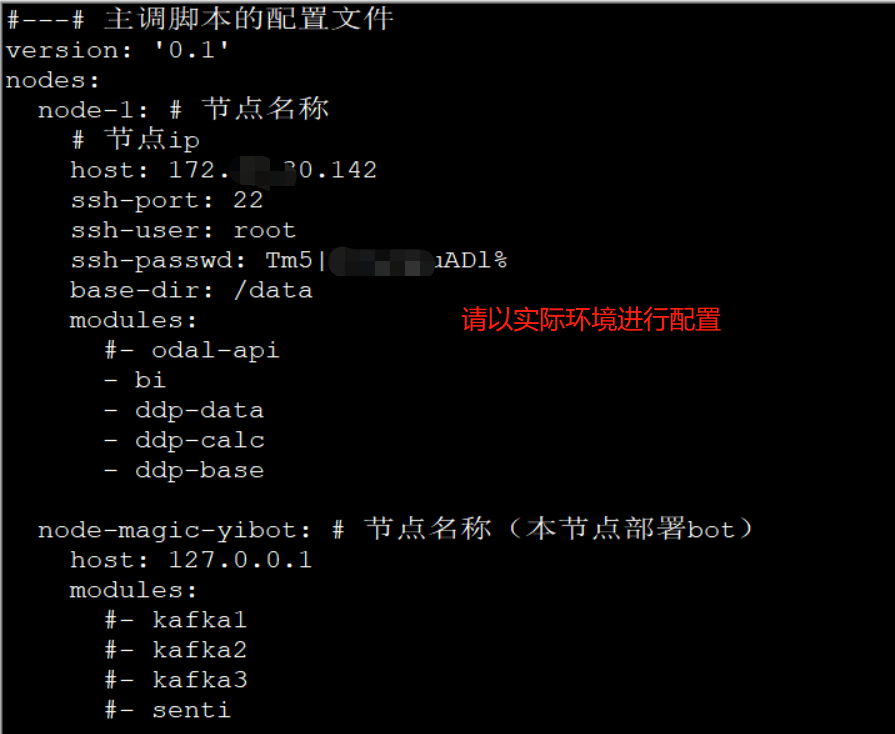 #---# 主调脚本的配置文件
version: '0.1'
nodes:
  node-1: # 节点名称
    # 节点ip
    host: 172. 30.142
    ssh-port: 22
    ssh-user: root
    ssh-passwd: Tm5| uADl%
    base-dir: /data
    modules:
请以实际环境进行配置
      #- odal-api
      - bi
      - ddp-data
      - ddp-calc
      - ddp-base
  node-magic-yibot: # 节点名称（本节点部署bot）
    host: 127.0.0.1
    modules:
      #- kafka1
      #- kafka2
      #- kafka3
      #- senti